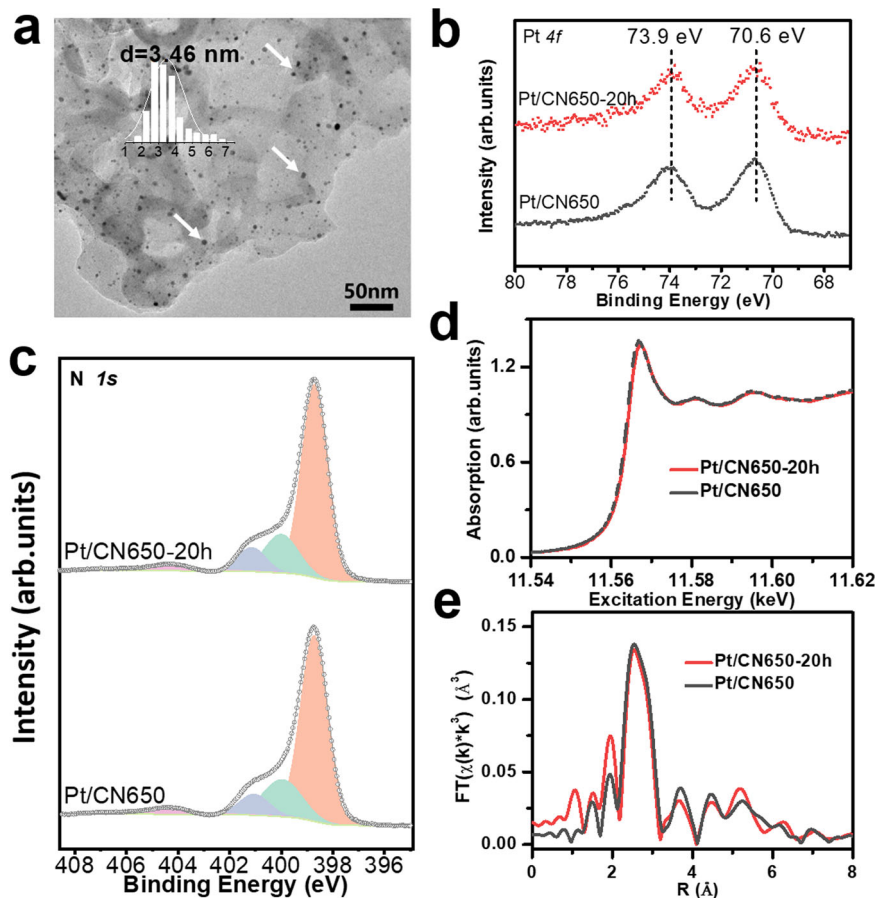 a
d=3.46 nm
1 2 3 4 5 6 7
50nm
b
Pt 4f
73.9 eV 70.6 eV
Pt/CN650-20h
Pt/CN650
Intensity (arb.units)
80 78 76 74 72 70 68
Binding Energy (eV)
c
N 1s
Pt/CN650-20h
Pt/CN650
Intensity (arb.units)
408 406 404 402 400 398 396
Binding Energy (eV)
d
1.2
0.6
0.0
Absorption (arb.units)
Pt/CN650-20h
Pt/CN650
11.54 11.56 11.58 11.60 11.62
Excitation Energy (keV)
e
0.15
0.10
0.05
0.00
FT(χ(k)*k³) (Å³)
Pt/CN650-20h
Pt/CN650
0 2 4 6 8
R (Å)